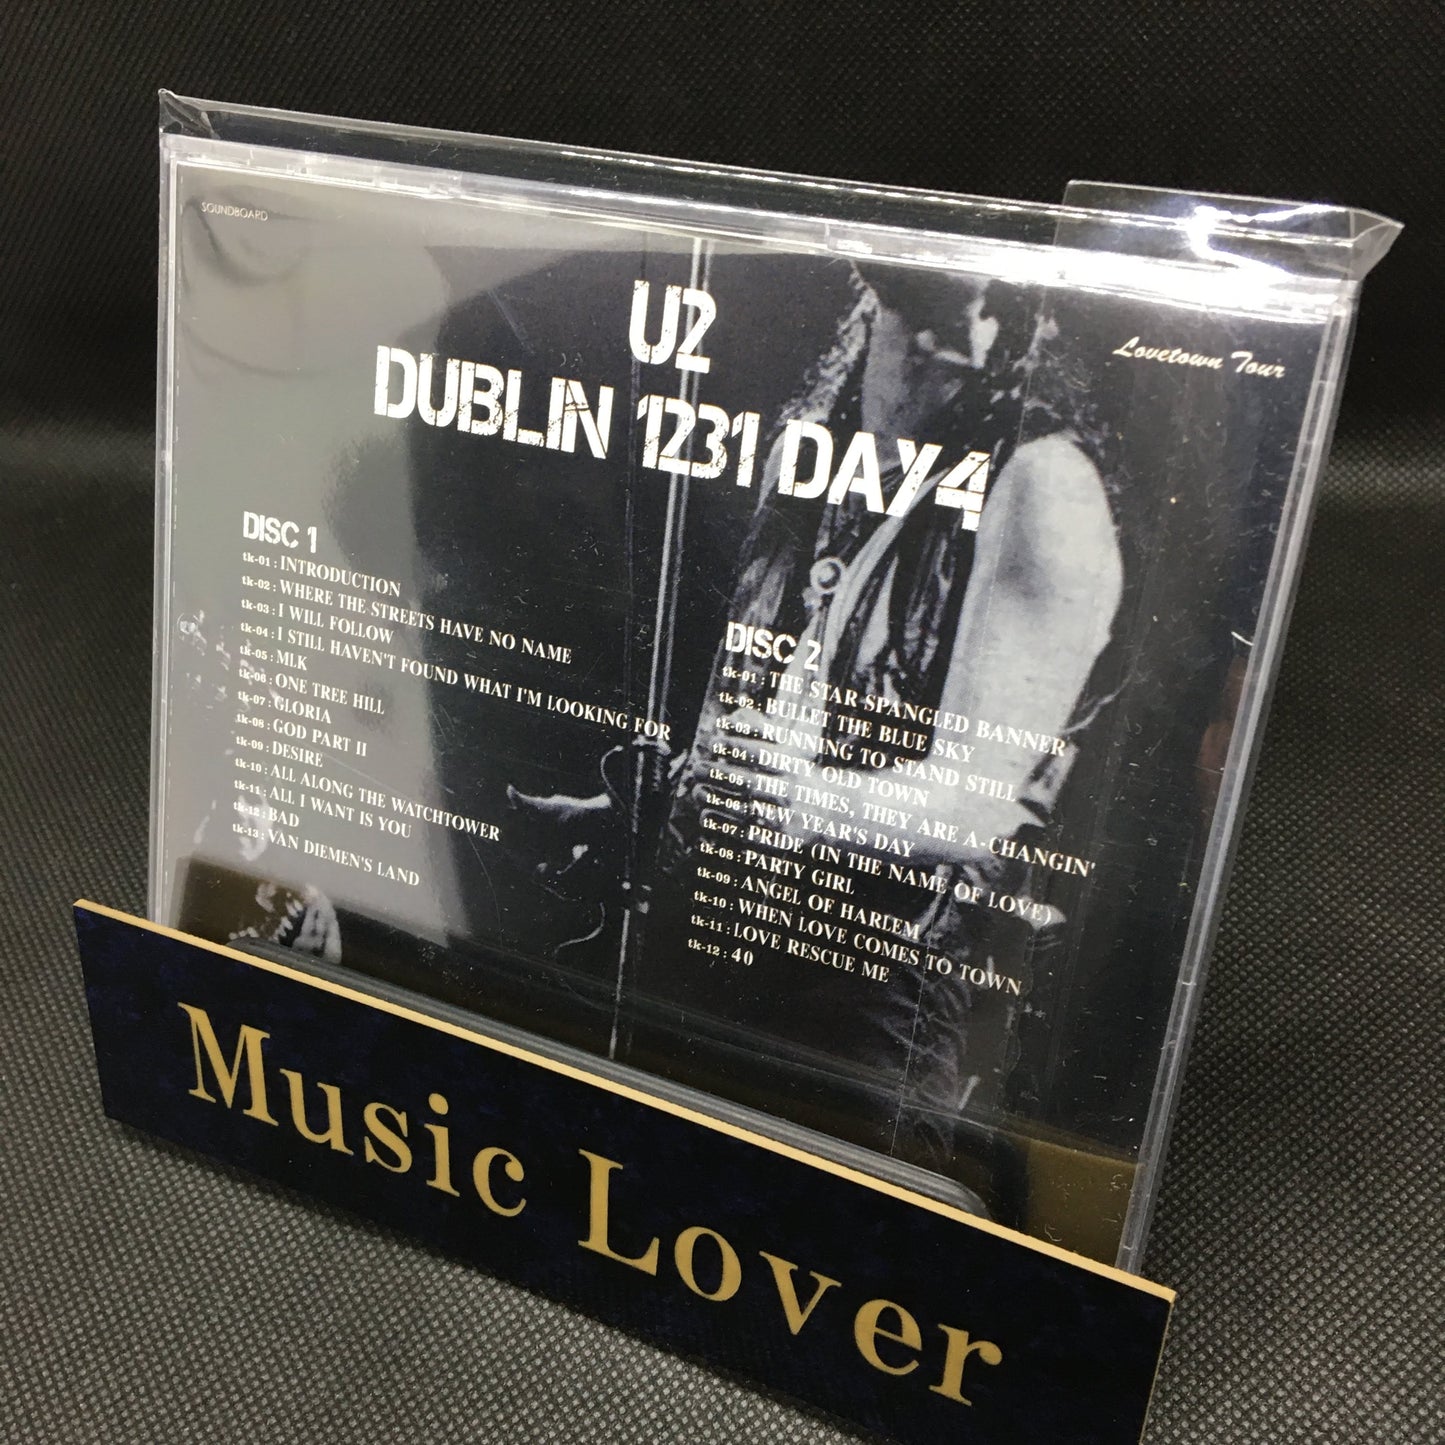 SOUNDBOARD
U2
Lovetown Tour
DUBLIN 1231 DAY 4
DISC 1
tk-01 : INTRODUCTION
tk-02 : WHERE THE STREETS HAVE NO NAME
tk-03 : I WILL FOLLOW
tk-04 : I STILL HAVEN'T FOUND WHAT I'M LOOKING FOR
tk-05 : MLK
tk-06 : ONE TREE HILL
tk-07 : GLORIA
tk-08 : GOD PART II
tk-09 : DESIRE
tk-10 : ALL ALONG THE WATCHTOWER
tk-11 : ALL I WANT IS YOU
tk-12 : BAD
tk-13 : VAN DIEMEN'S LAND
DISC 2
tk-01 : THE STAR SPANGLED BANNER
tk-02 : BULLET THE BLUE SKY
tk-03 : RUNNING TO STAND STILL
tk-04 : DIRTY OLD TOWN
tk-05 : THE TIMES, THEY ARE A-CHANGIN'
tk-06 : NEW YEAR'S DAY
tk-07 : PRIDE (IN THE NAME OF LOVE)
tk-08 : PARTY GIRL
tk-09 : ANGEL OF HARLEM
tk-10 : WHEN LOVE COMES TO TOWN
tk-11 : LOVE RESCUE ME
tk-12 : 40
Music Lover